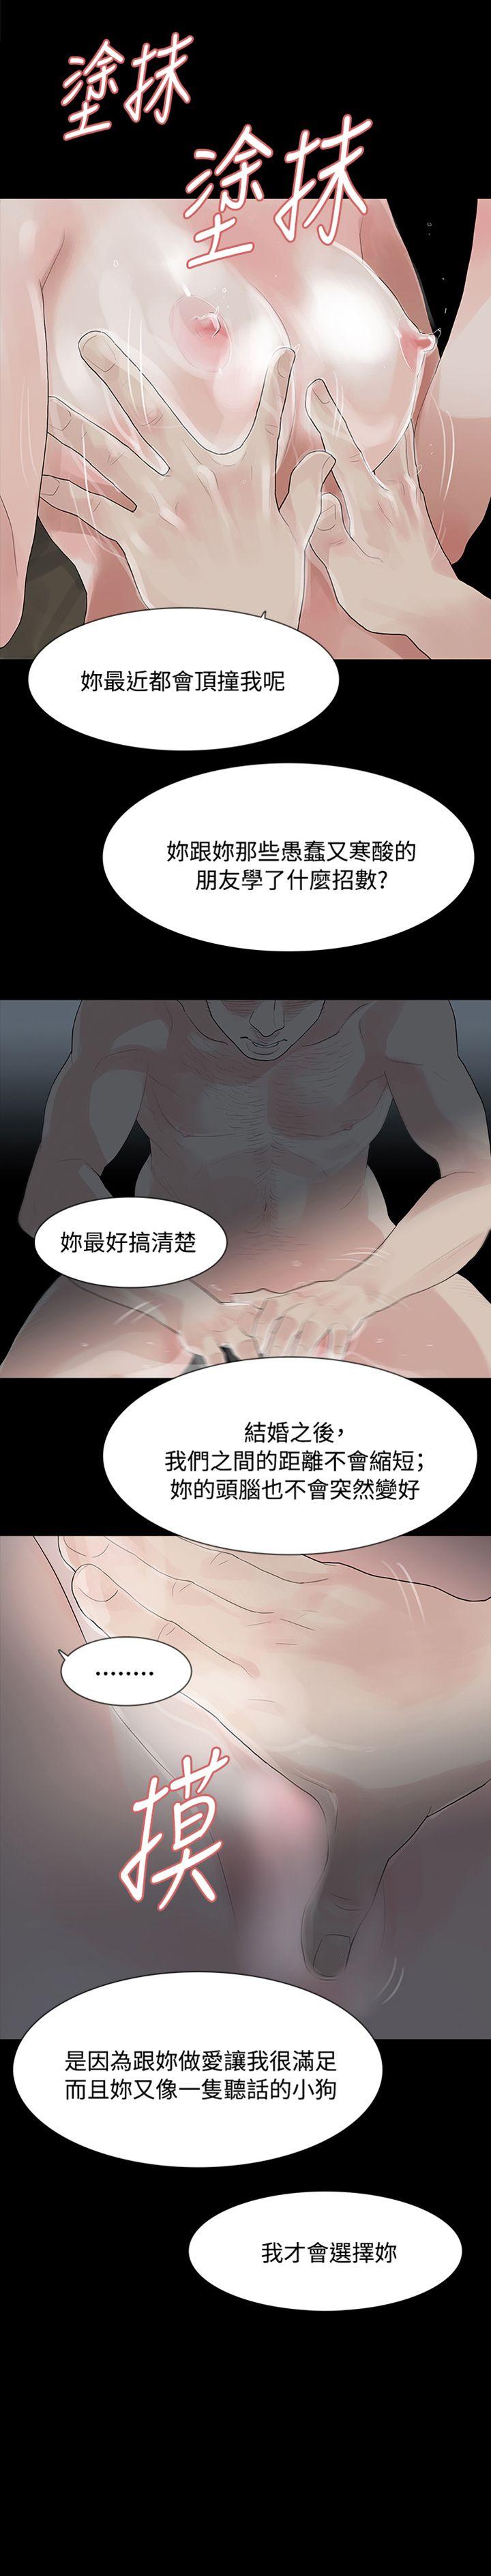 塗抹
塗抹
妳最近都會頂撞我呢
妳跟妳那些愚蠢又寒酸的
朋友學了什麼招數?
妳最好搞清楚
結婚之後，
我們之間的距離不會縮短；
妳的頭腦也不會突然變好
........
摸
是因為跟妳做愛讓我很滿足
而且妳又像一隻聽話的小狗
我才會選擇妳